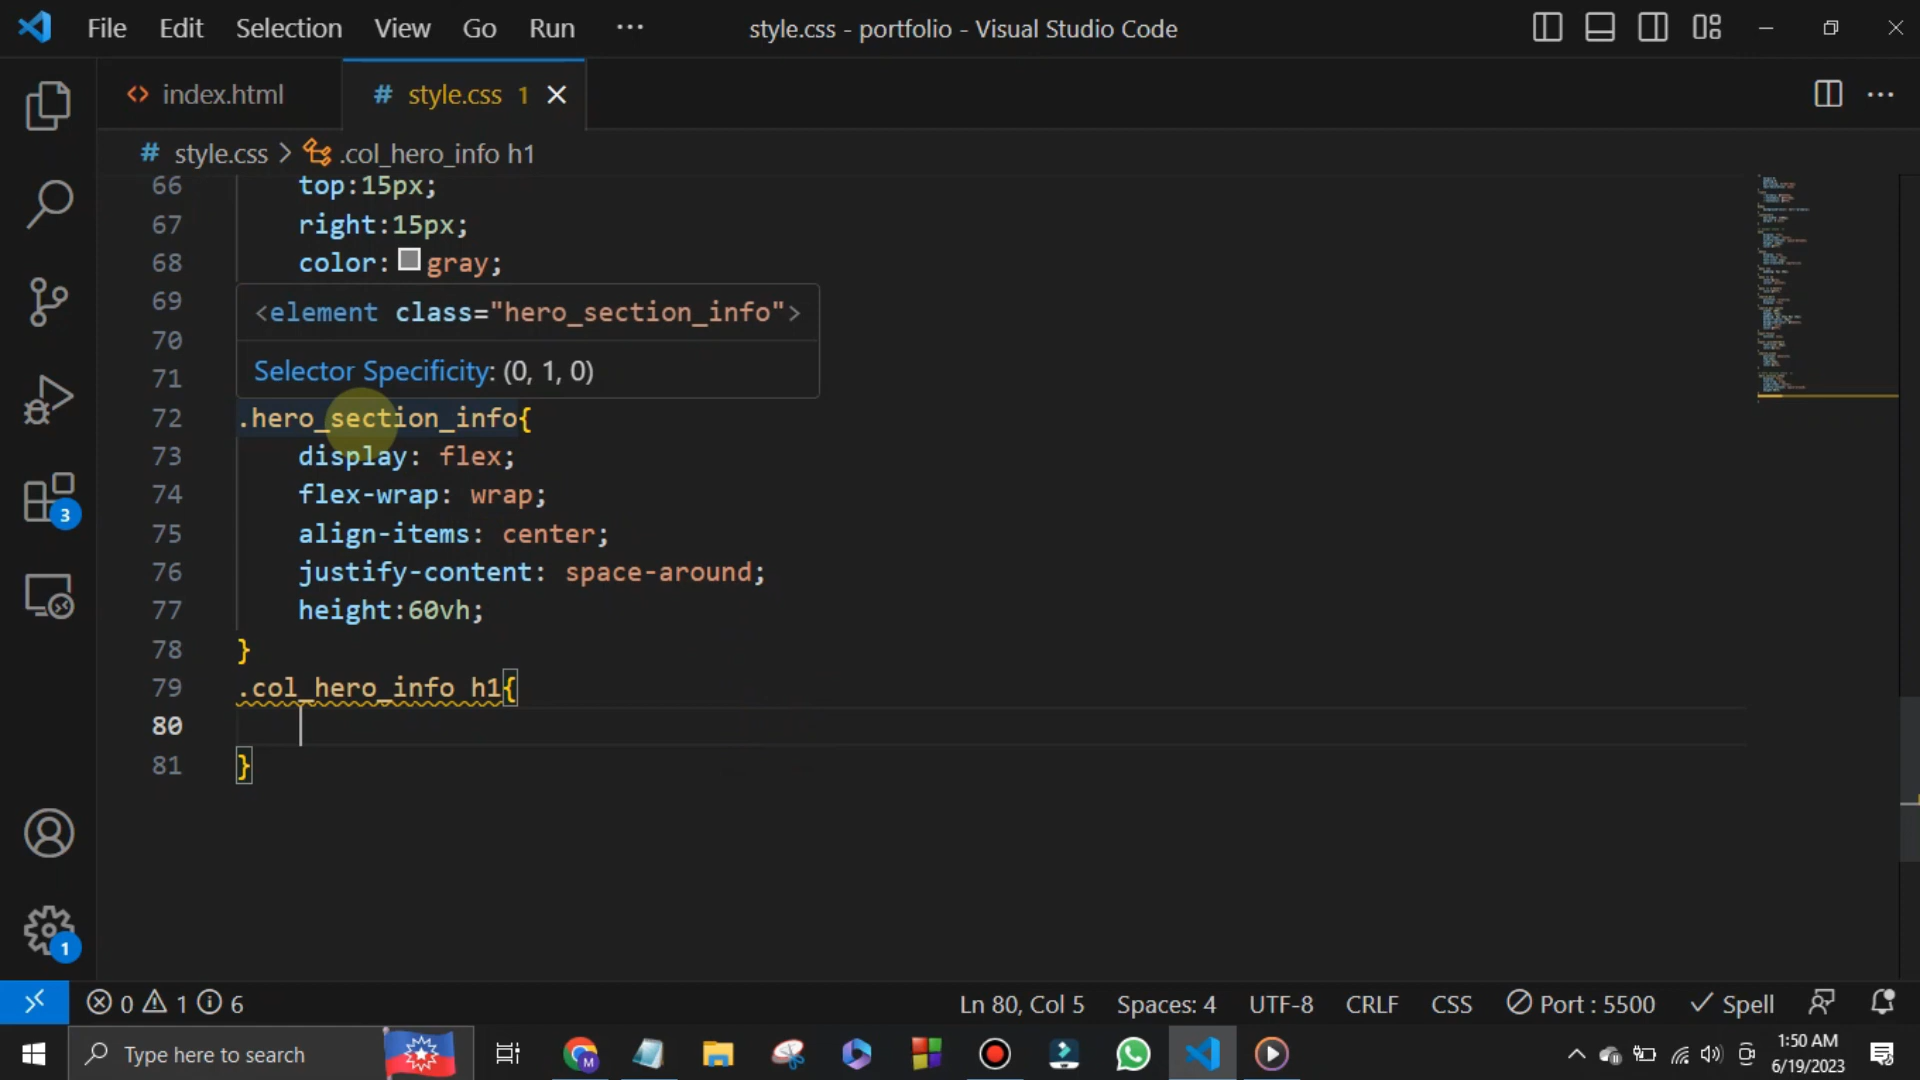 File Edit Selection View Go Run ··· style.css - portfolio - Visual Studio Code
<> index.html # style.css 1
# style.css > .col_hero_info h1
66 top:15px;
67 right:15px;
68 color: gray;
69 <element class="hero_section_info">
70
71 Selector Specificity: (0, 1, 0)
72 .hero_section_info{
73 display: flex;
74 flex-wrap: wrap;
75 align-items: center;
76 justify-content: space-around;
77 height:60vh;
78 }
79 .col_hero_info h1{
80
81 }
3
1
0 1 6 Ln 80, Col 5 Spaces: 4 UTF-8 CRLF CSS Port : 5500 Spell
Type here to search M 1:50 AM
6/19/2023